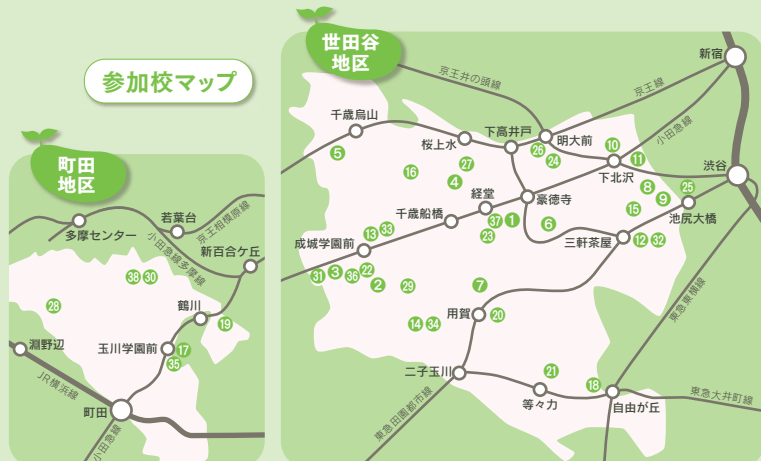 参加校マップ
町田
地区
多摩センター
若葉台
京王相模原線
小田急線多摩線
新百合ケ丘
38
30
28
鶴川
19
淵野辺
玉川学園前
17
35
JR横浜線
町田
小田急線
世田谷
地区
新宿
京王井の頭線
京王線
小田急線
千歳烏山
5
桜上水
下高井戸
明大前
26
24
10
11
下北沢
渋谷
16
27
4
8
9
25
15
池尻大橋
経堂
豪徳寺
千歳船橋
37
1
23
6
三軒茶屋
12
32
13
33
成城学園前
31
3
36
22
2
29
7
14
34
用賀
20
東急東横線
二子玉川
21
等々力
18
自由が丘
東急大井町線
東急田園都市線